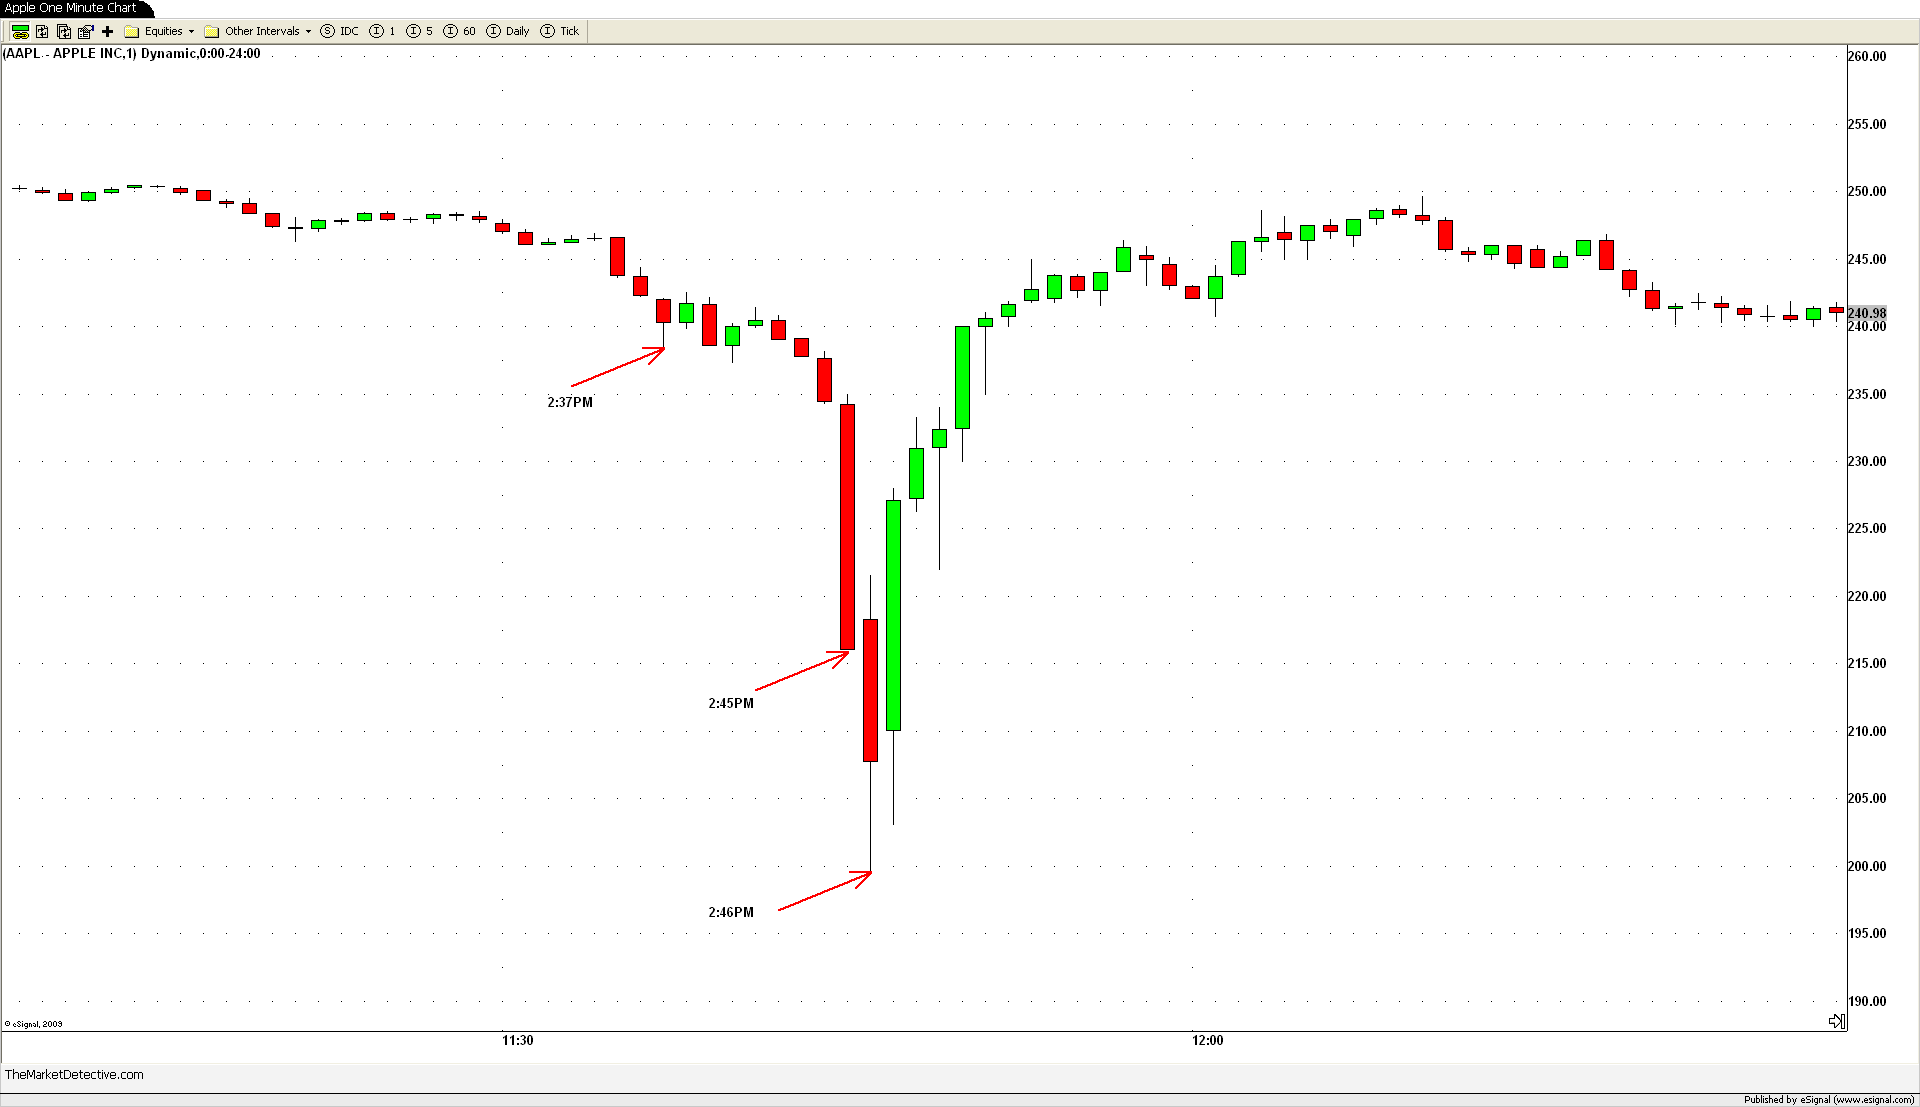 Apple One Minute Chart
Equities Other Intervals S IDC I 1 I 5 I 60 I Daily I Tick
(AAPL - APPLE INC,1) Dynamic,0:00-24:00
260.00
255.00
250.00
245.00
240.98
240.00
235.00
230.00
225.00
220.00
215.00
210.00
205.00
200.00
195.00
190.00
2:37PM
2:45PM
2:46PM
© eSignal, 2009
11:30 12:00
TheMarketDetective.com
Published by eSignal (www.esignal.com)